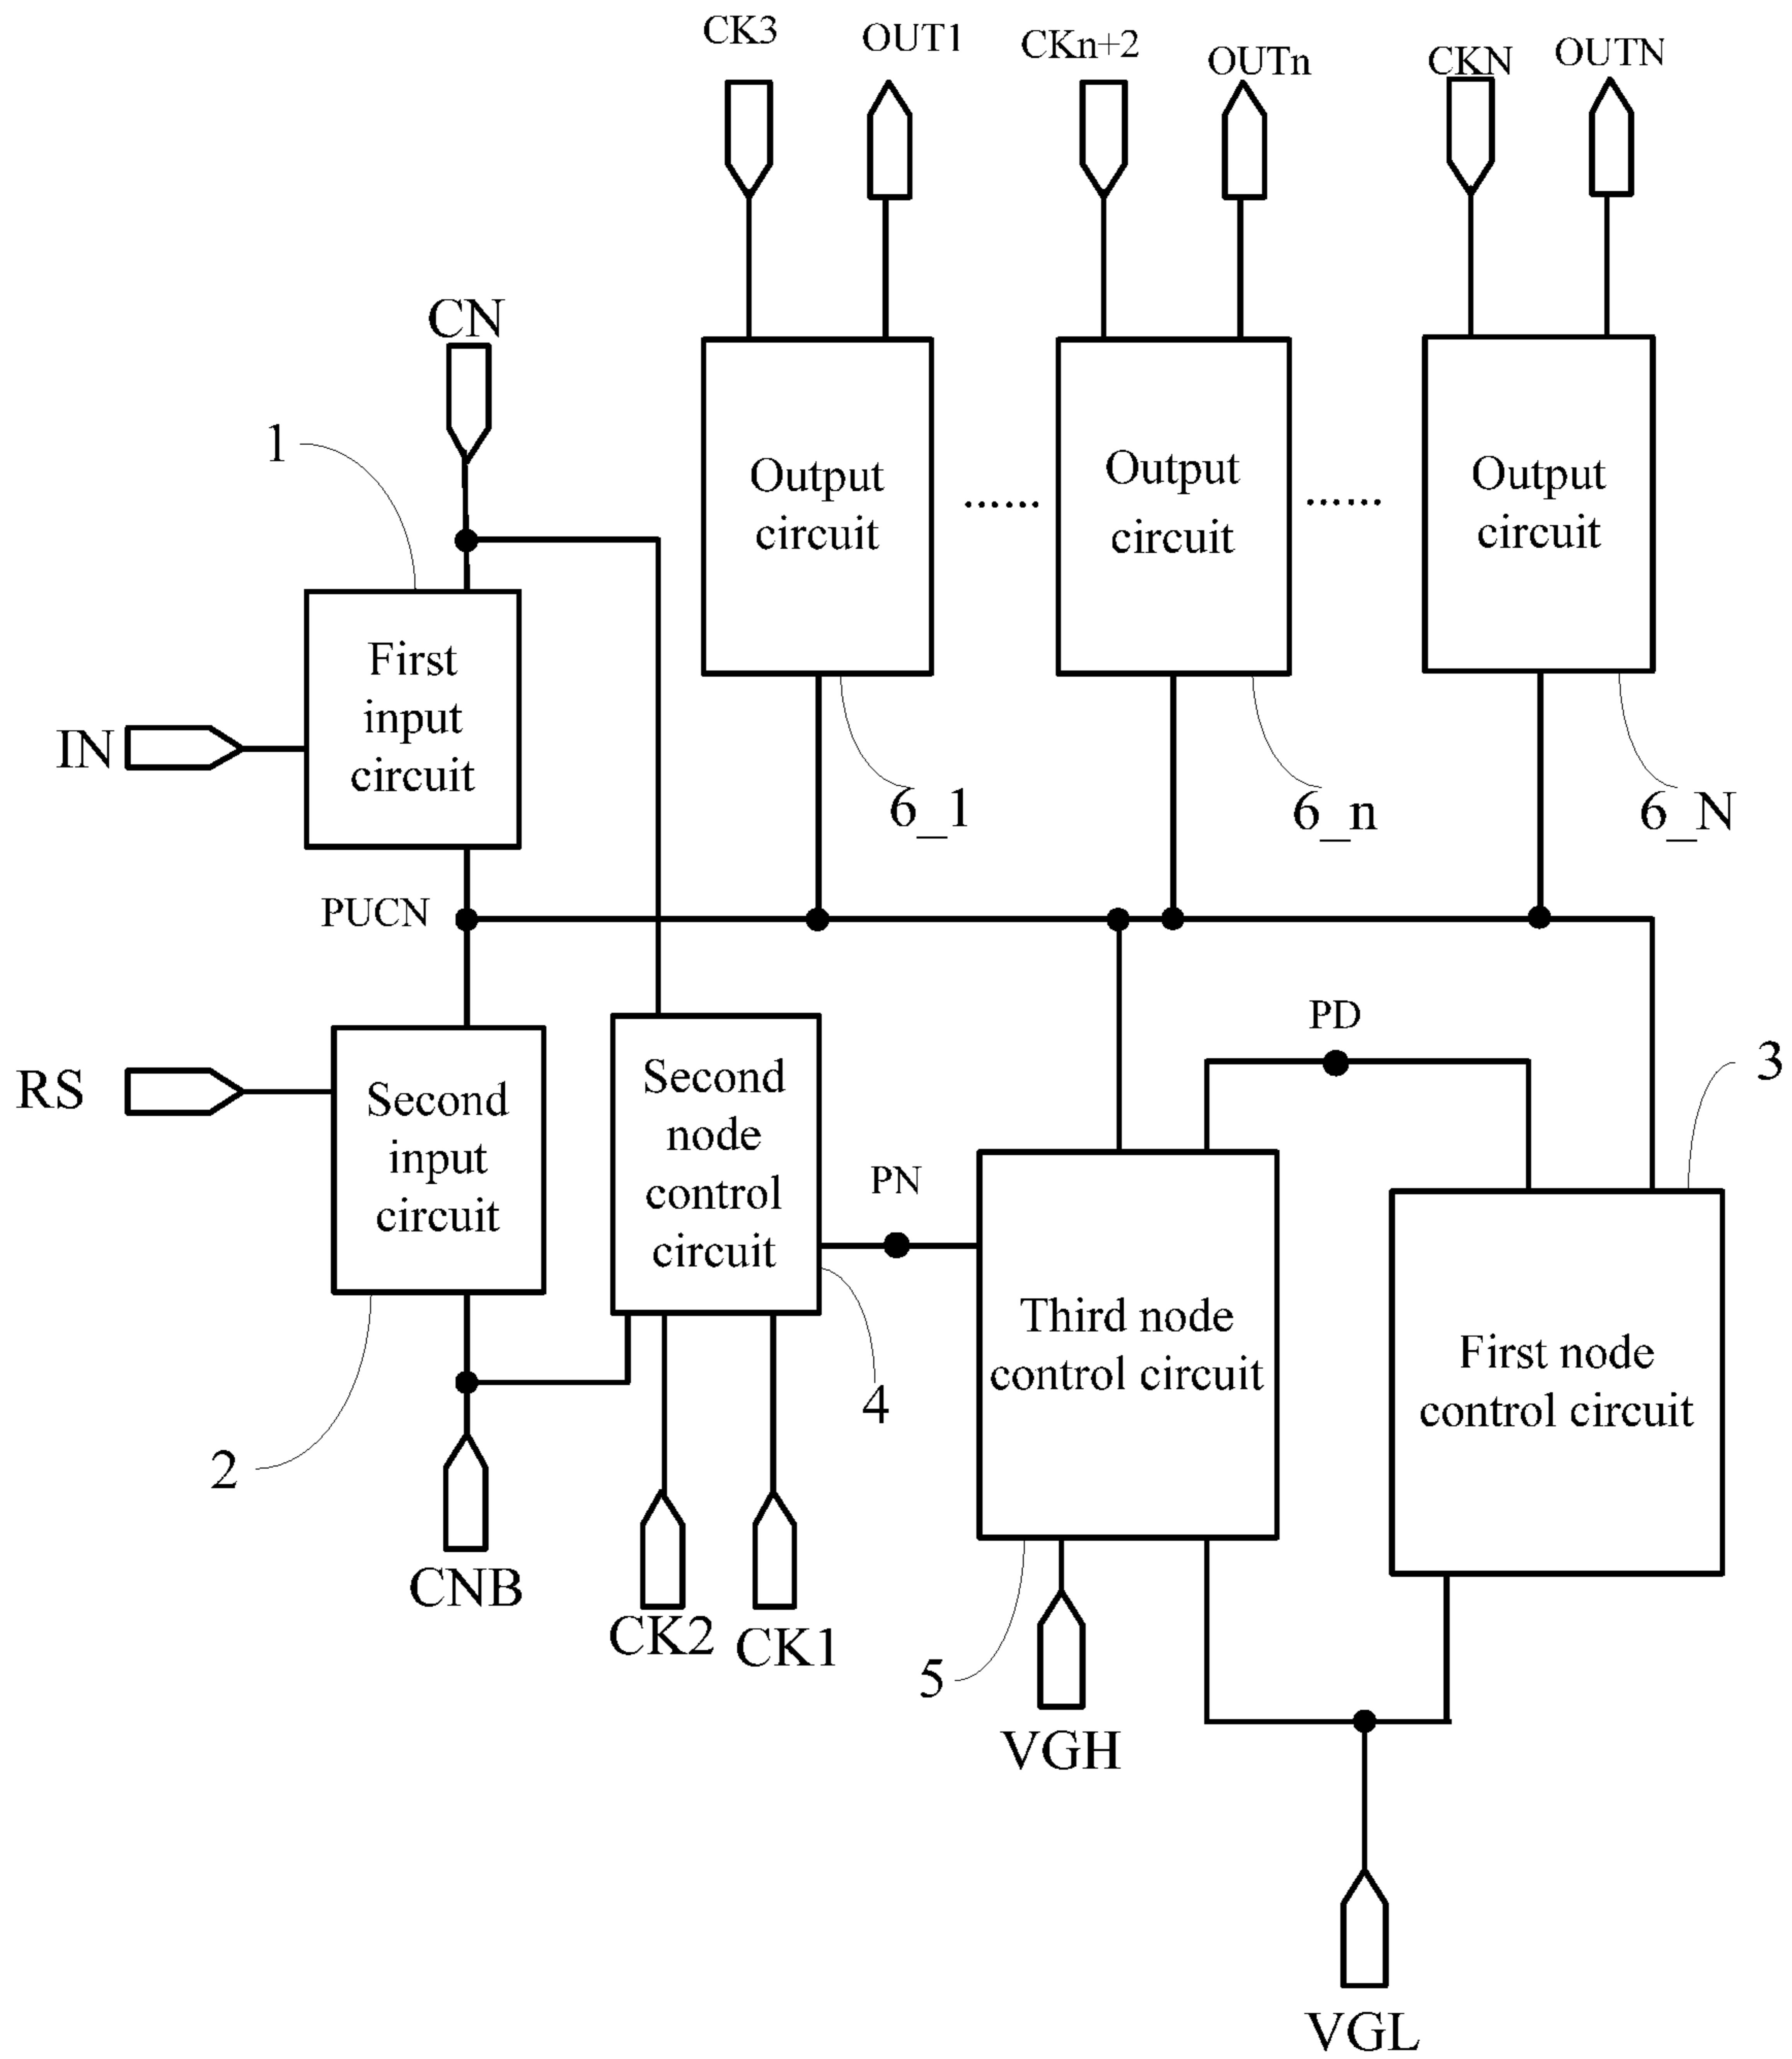 CK3
OUT1
CKn+2
OUTn
CKN
OUTN
CN
1
Output
circuit
......
Output
circuit
......
Output
circuit
First
input
circuit
IN
6_1
6_n
6_N
PUCN
PD
3
RS
Second
input
circuit
Second
node
control
circuit
PN
Third node
control circuit
First node
control circuit
4
2
CNB
CK2
CK1
5
VGH
VGL